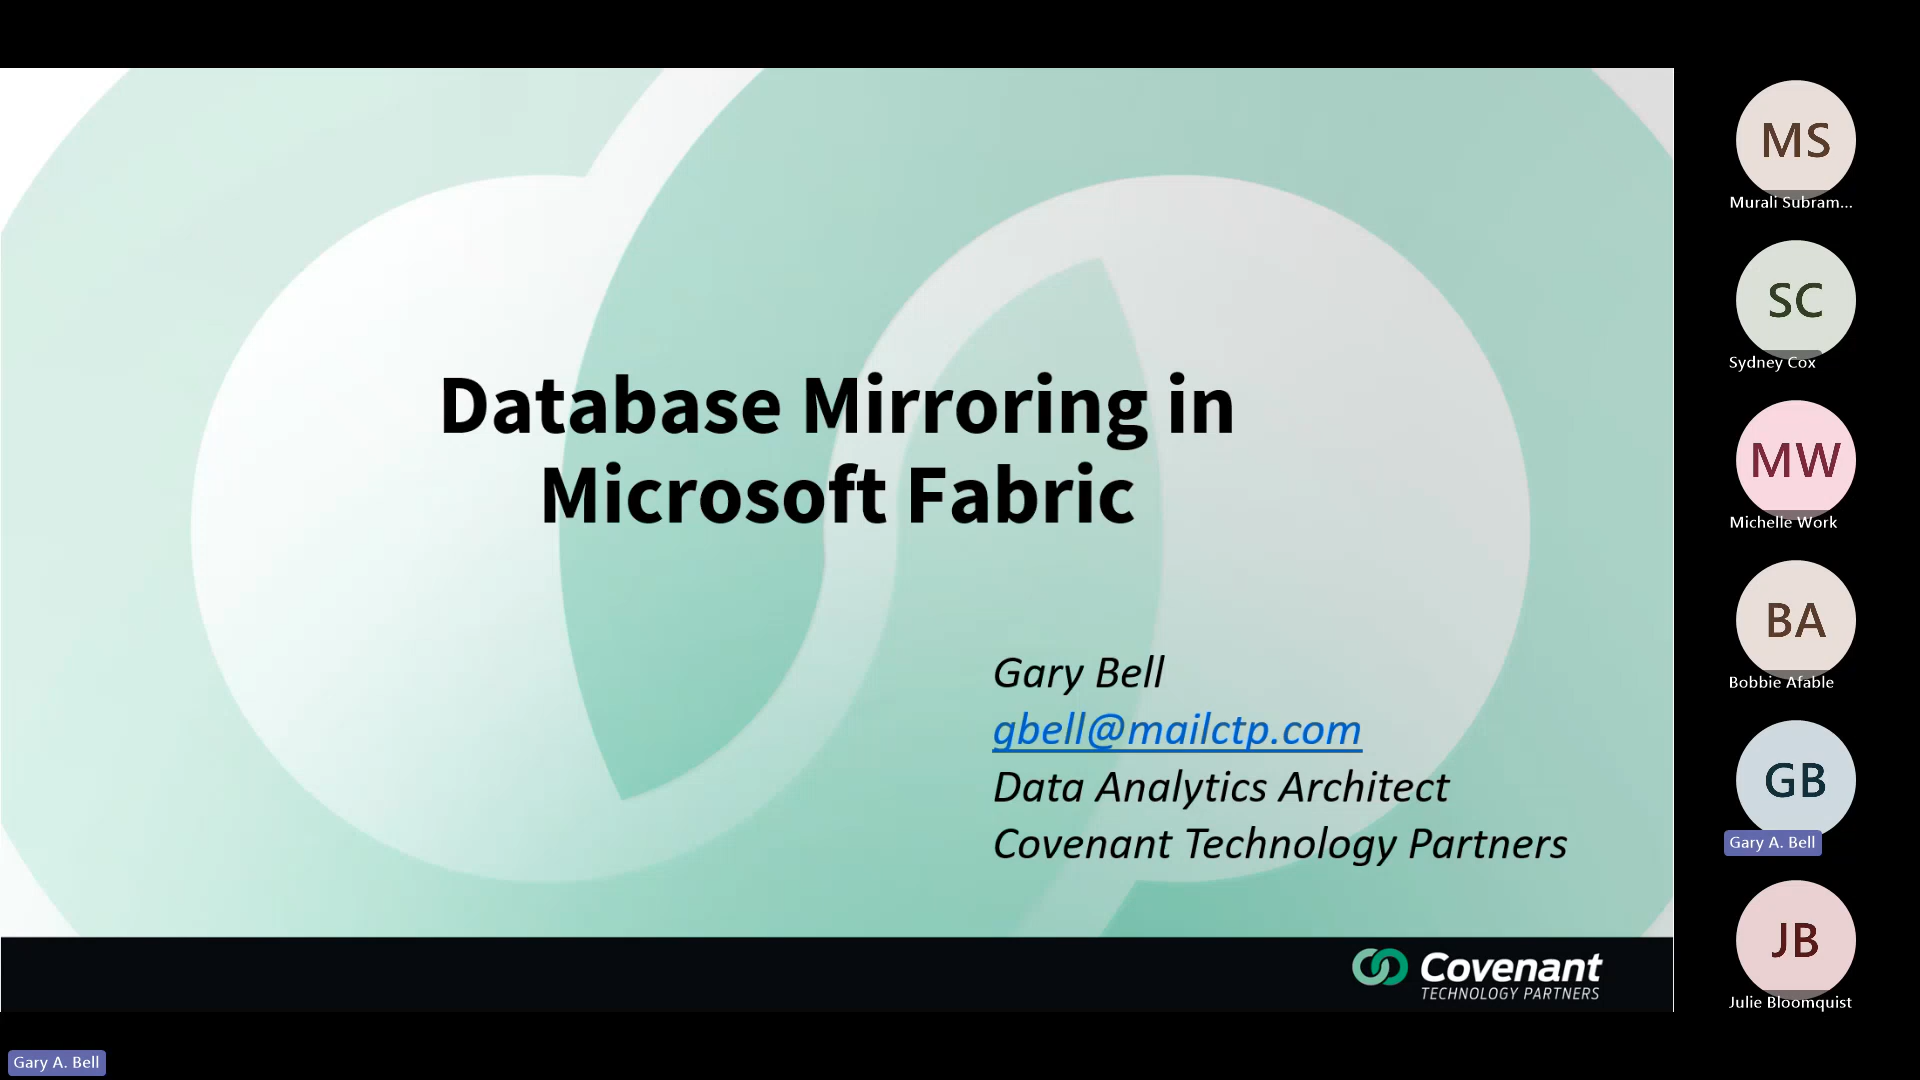 Database Mirroring in
Microsoft Fabric
Gary Bell
gbell@mailctp.com
Data Analytics Architect
Covenant Technology Partners
Covenant
TECHNOLOGY PARTNERS
MS
Murali Subram...
SC
Sydney Cox
MW
Michelle Work
BA
Bobbie Afable
GB
Gary A. Bell
JB
Julie Bloomquist
Gary A. Bell